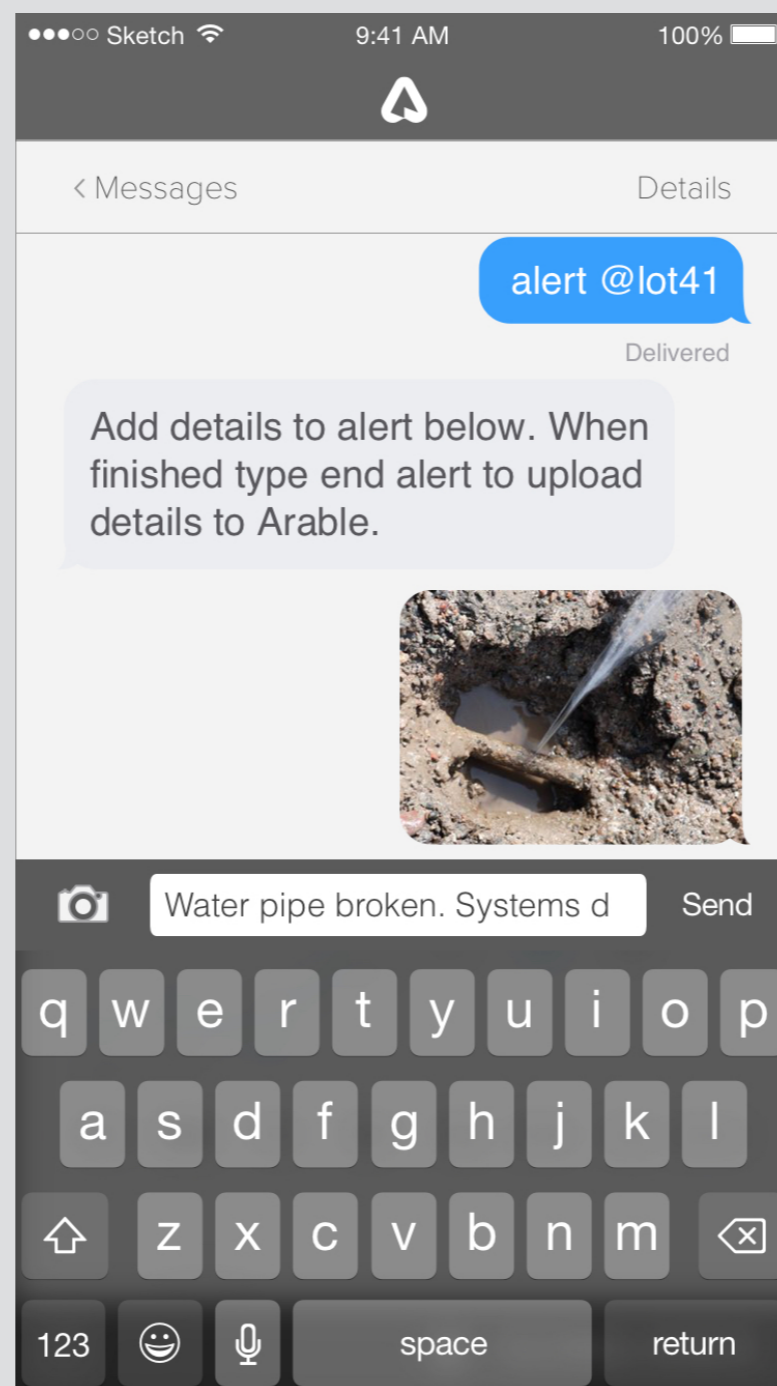 Sketch 9:41 AM 100%
< Messages Details
alert @lot41
Delivered
Add details to alert below. When
finished type end alert to upload
details to Arable.
Water pipe broken. Systems d Send
q w e r t y u i o p
a s d f g h j k l
z x c v b n m
123 space return